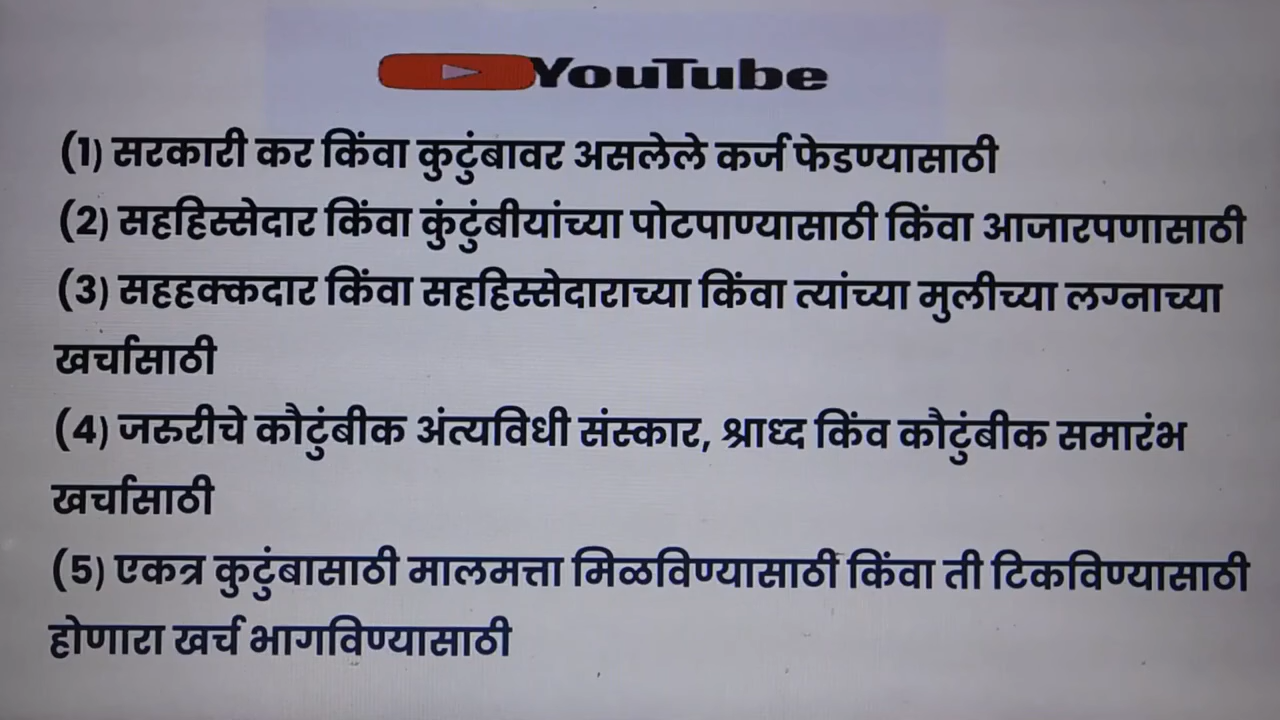 YouTube
(1) सरकारी कर किंवा कुटुंबावर असलेले कर्ज फेडण्यासाठी
(2) सहहिस्सेदार किंवा कुंटुंबीयांच्या पोटपाण्यासाठी किंवा आजारपणासाठी
(3) सहहक्कदार किंवा सहहिस्सेदाराच्या किंवा त्यांच्या मुलीच्या लग्नाच्या
खर्चासाठी
(4) जरुरीचे कौटुंबीक अंत्यविधी संस्कार, श्राध्द किंव कौटुंबीक समारंभ
खर्चासाठी
(5) एकत्र कुटुंबासाठी मालमत्ता मिळविण्यासाठी किंवा ती टिकविण्यासाठी
होणारा खर्च भागविण्यासाठी